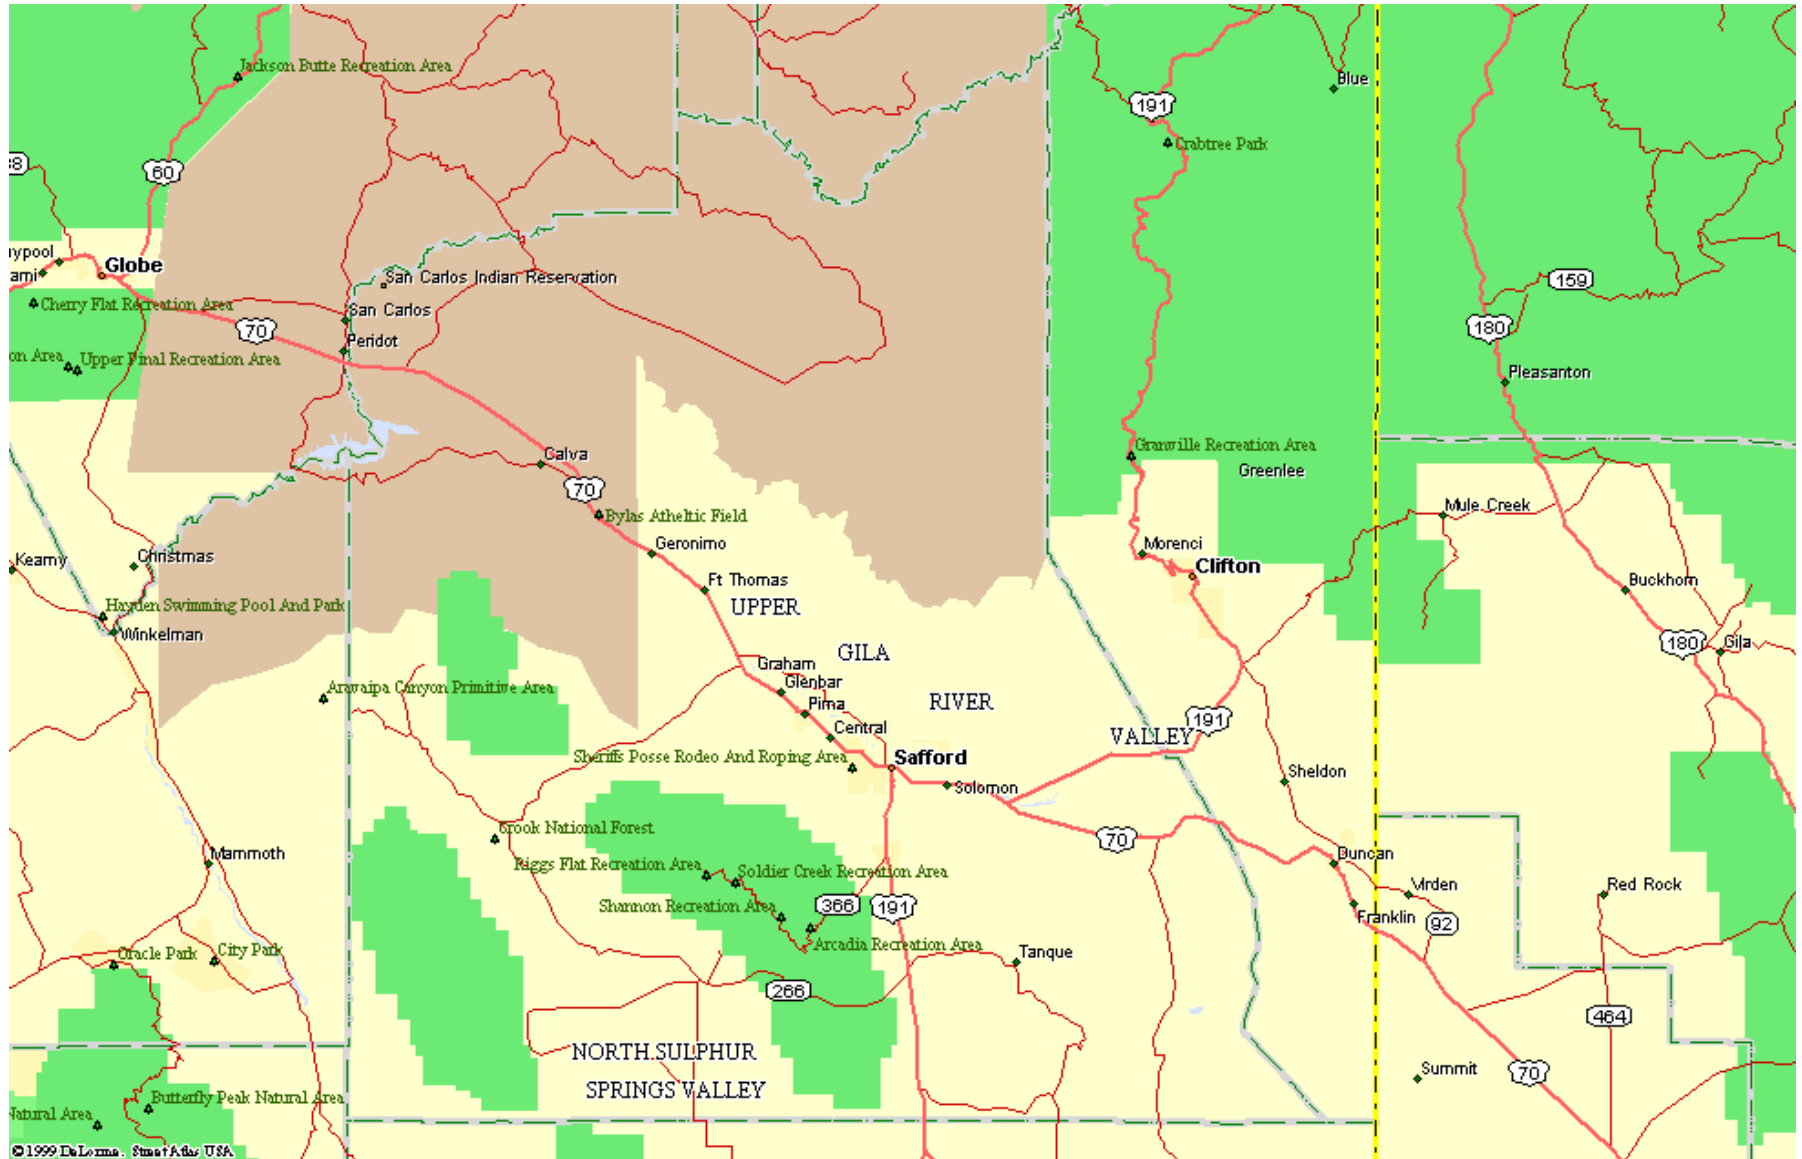 Jackson Butte Recreation Area
Blue
191
Crabtree Park
60
ypool
Globe
ami
San Carlos Indian Reservation
159
Cherry Flat Recreation Area
San Carlos
70
180
Peridot
on Area
Upper Pinal Recreation Area
Pleasanton
Granville Recreation Area
Calva
Greenlee
70
Mule Creek
Bylas Atheltic Field
Geronimo
Morenci
Christmas
Kearny
Clifton
Ft Thomas
Buckhorn
Hayden Swimming Pool And Park
UPPER
Winkelman
180
Gila
GILA
Graham
Glenbar
Aravaipa Canyon Primitive Area
Pima
RIVER
191
Central
VALLEY
Sheriffs Posse Rodeo And Roping Area
Safford
Sheldon
Solomon
Crook National Forest
70
Mammoth
Duncan
Riggs Flat Recreation Area
Soldier Creek Recreation Area
Virden
Red Rock
366
Shannon Recreation Area
191
Franklin
92
Arcadia Recreation Area
Oracle Park
City Park
Tanque
266
464
NORTH SULPHUR
Summit
70
SPRINGS VALLEY
Butterfly Peak Natural Area
Natural Area
©1999 DeLorme. Street Atlas USA